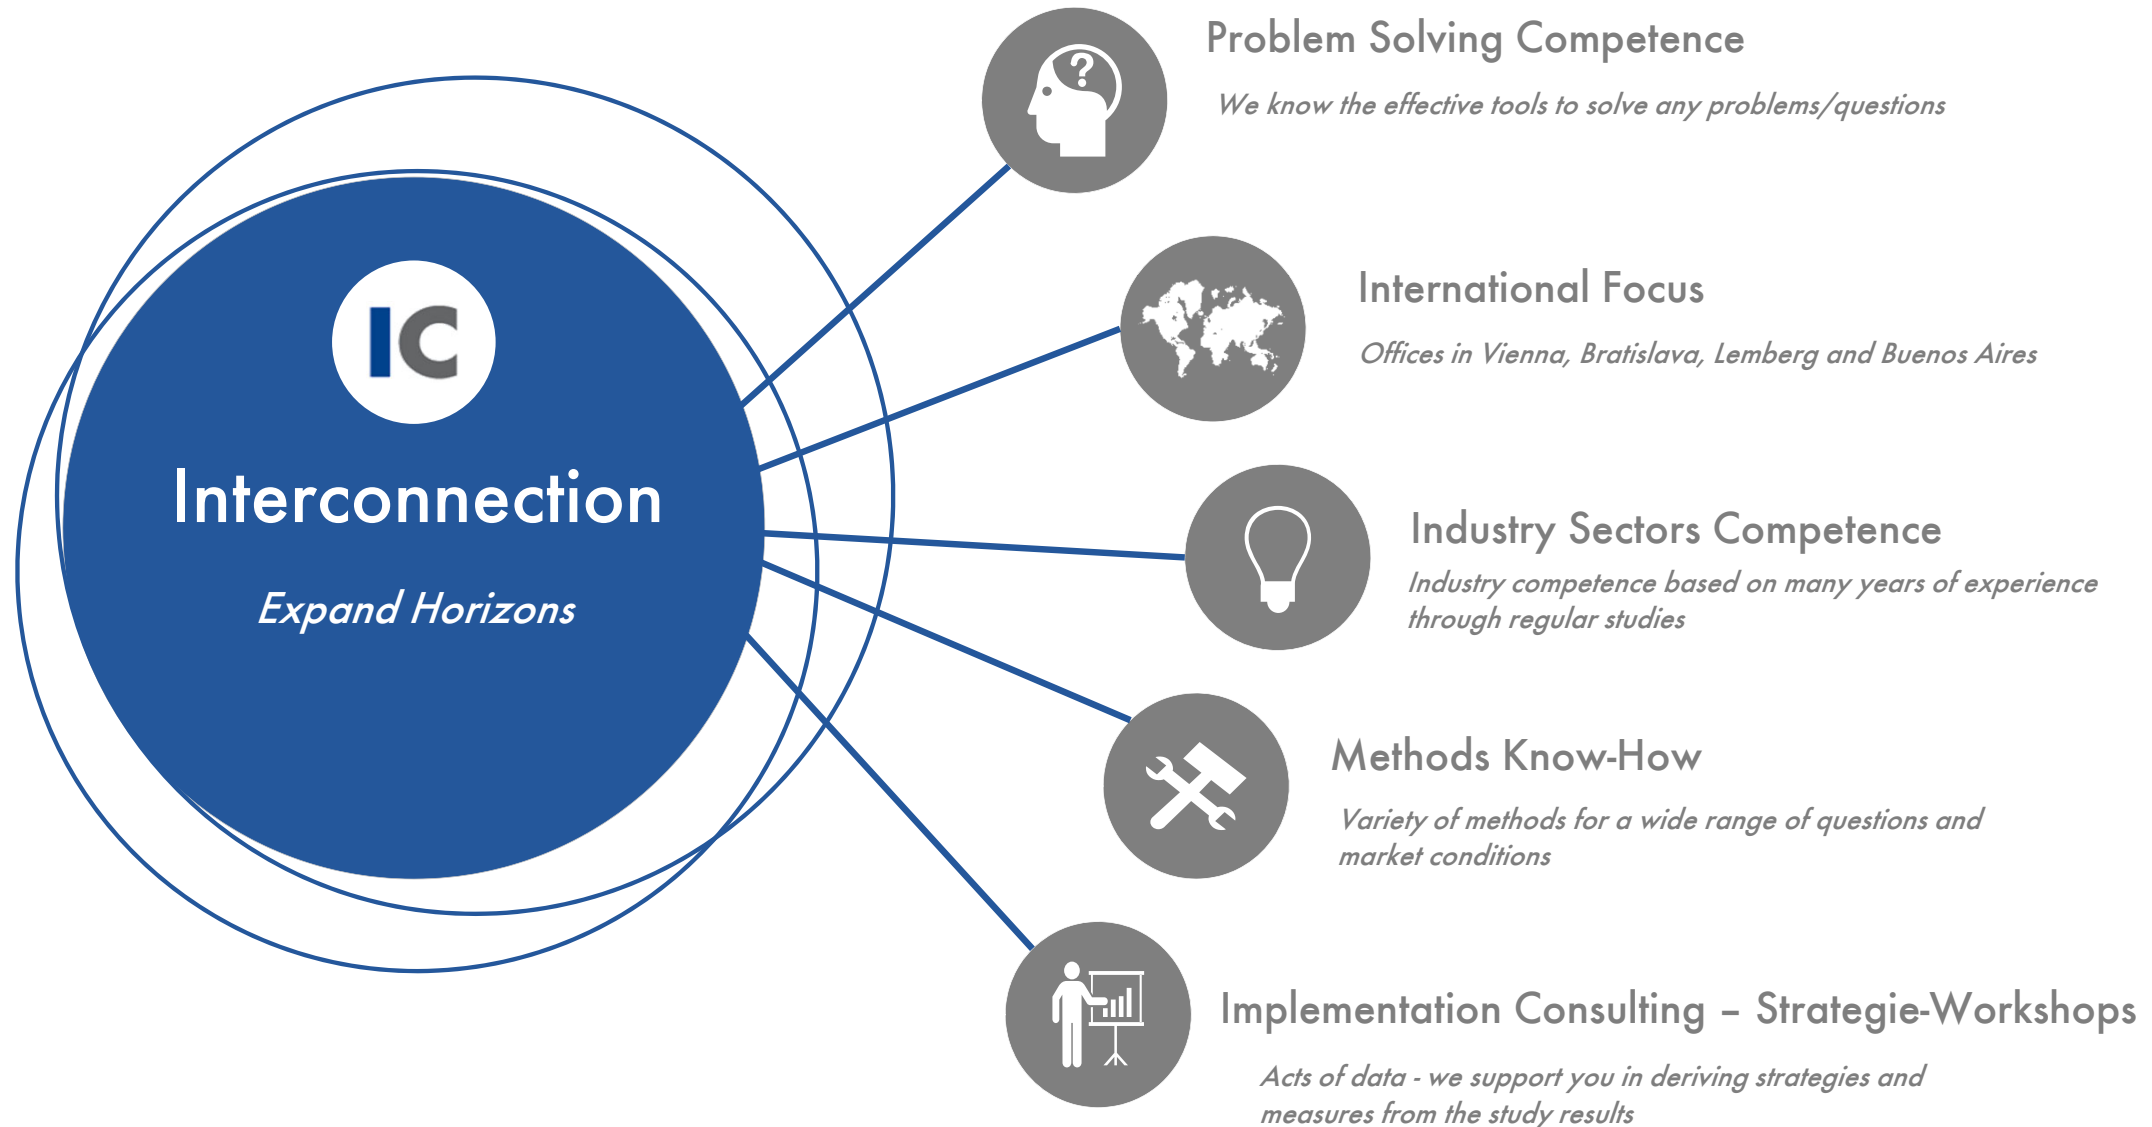 IC
Interconnection
Expand Horizons
?
Problem Solving Competence
We know the effective tools to solve any problems/questions
International Focus
Offices in Vienna, Bratislava, Lemberg and Buenos Aires
Industry Sectors Competence
Industry competence based on many years of experience
through regular studies
Methods Know-How
Variety of methods for a wide range of questions and
market conditions
Implementation Consulting – Strategie-Workshops
Acts of data - we support you in deriving strategies and
measures from the study results